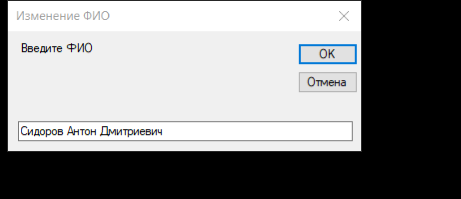 Изменение ФИО
Введите ФИО
OK
Отмена
Сидоров Антон Дмитриевич